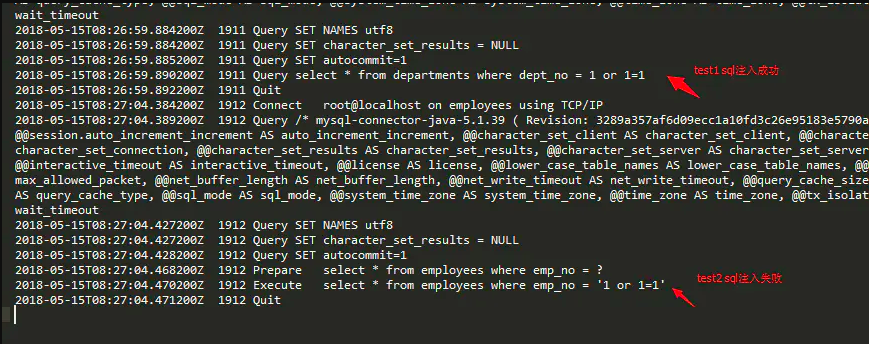 wait_timeout
2018-05-15T08:26:59.884200Z 1911 Query SET NAMES utf8
2018-05-15T08:26:59.884200Z 1911 Query SET character_set_results = NULL
2018-05-15T08:26:59.885200Z 1911 Query SET autocommit=1
2018-05-15T08:26:59.890200Z 1911 Query select * from departments where dept_no = 1 or 1=1
test1 sql注入成功
2018-05-15T08:26:59.892200Z 1911 Quit
2018-05-15T08:27:04.384200Z 1912 Connect root@localhost on employees using TCP/IP
2018-05-15T08:27:04.389200Z 1912 Query /* mysql-connector-java-5.1.39 ( Revision: 3289a357af6d09ecc1a10fd3c26e95183e5790a
@@session.auto_increment_increment AS auto_increment_increment, @@character_set_client AS character_set_client, @@characte
character_set_connection, @@character_set_results AS character_set_results, @@character_set_server AS character_set_server
@@interactive_timeout AS interactive_timeout, @@license AS license, @@lower_case_table_names AS lower_case_table_names, @@
max_allowed_packet, @@net_buffer_length AS net_buffer_length, @@net_write_timeout AS net_write_timeout, @@query_cache_size
AS query_cache_type, @@sql_mode AS sql_mode, @@system_time_zone AS system_time_zone, @@time_zone AS time_zone, @@tx_isolat
wait_timeout
2018-05-15T08:27:04.427200Z 1912 Query SET NAMES utf8
2018-05-15T08:27:04.427200Z 1912 Query SET character_set_results = NULL
2018-05-15T08:27:04.428200Z 1912 Query SET autocommit=1
2018-05-15T08:27:04.468200Z 1912 Prepare select * from employees where emp_no = ?
2018-05-15T08:27:04.470200Z 1912 Execute select * from employees where emp_no = '1 or 1=1'
test2 sql注入失败
2018-05-15T08:27:04.471200Z 1912 Quit